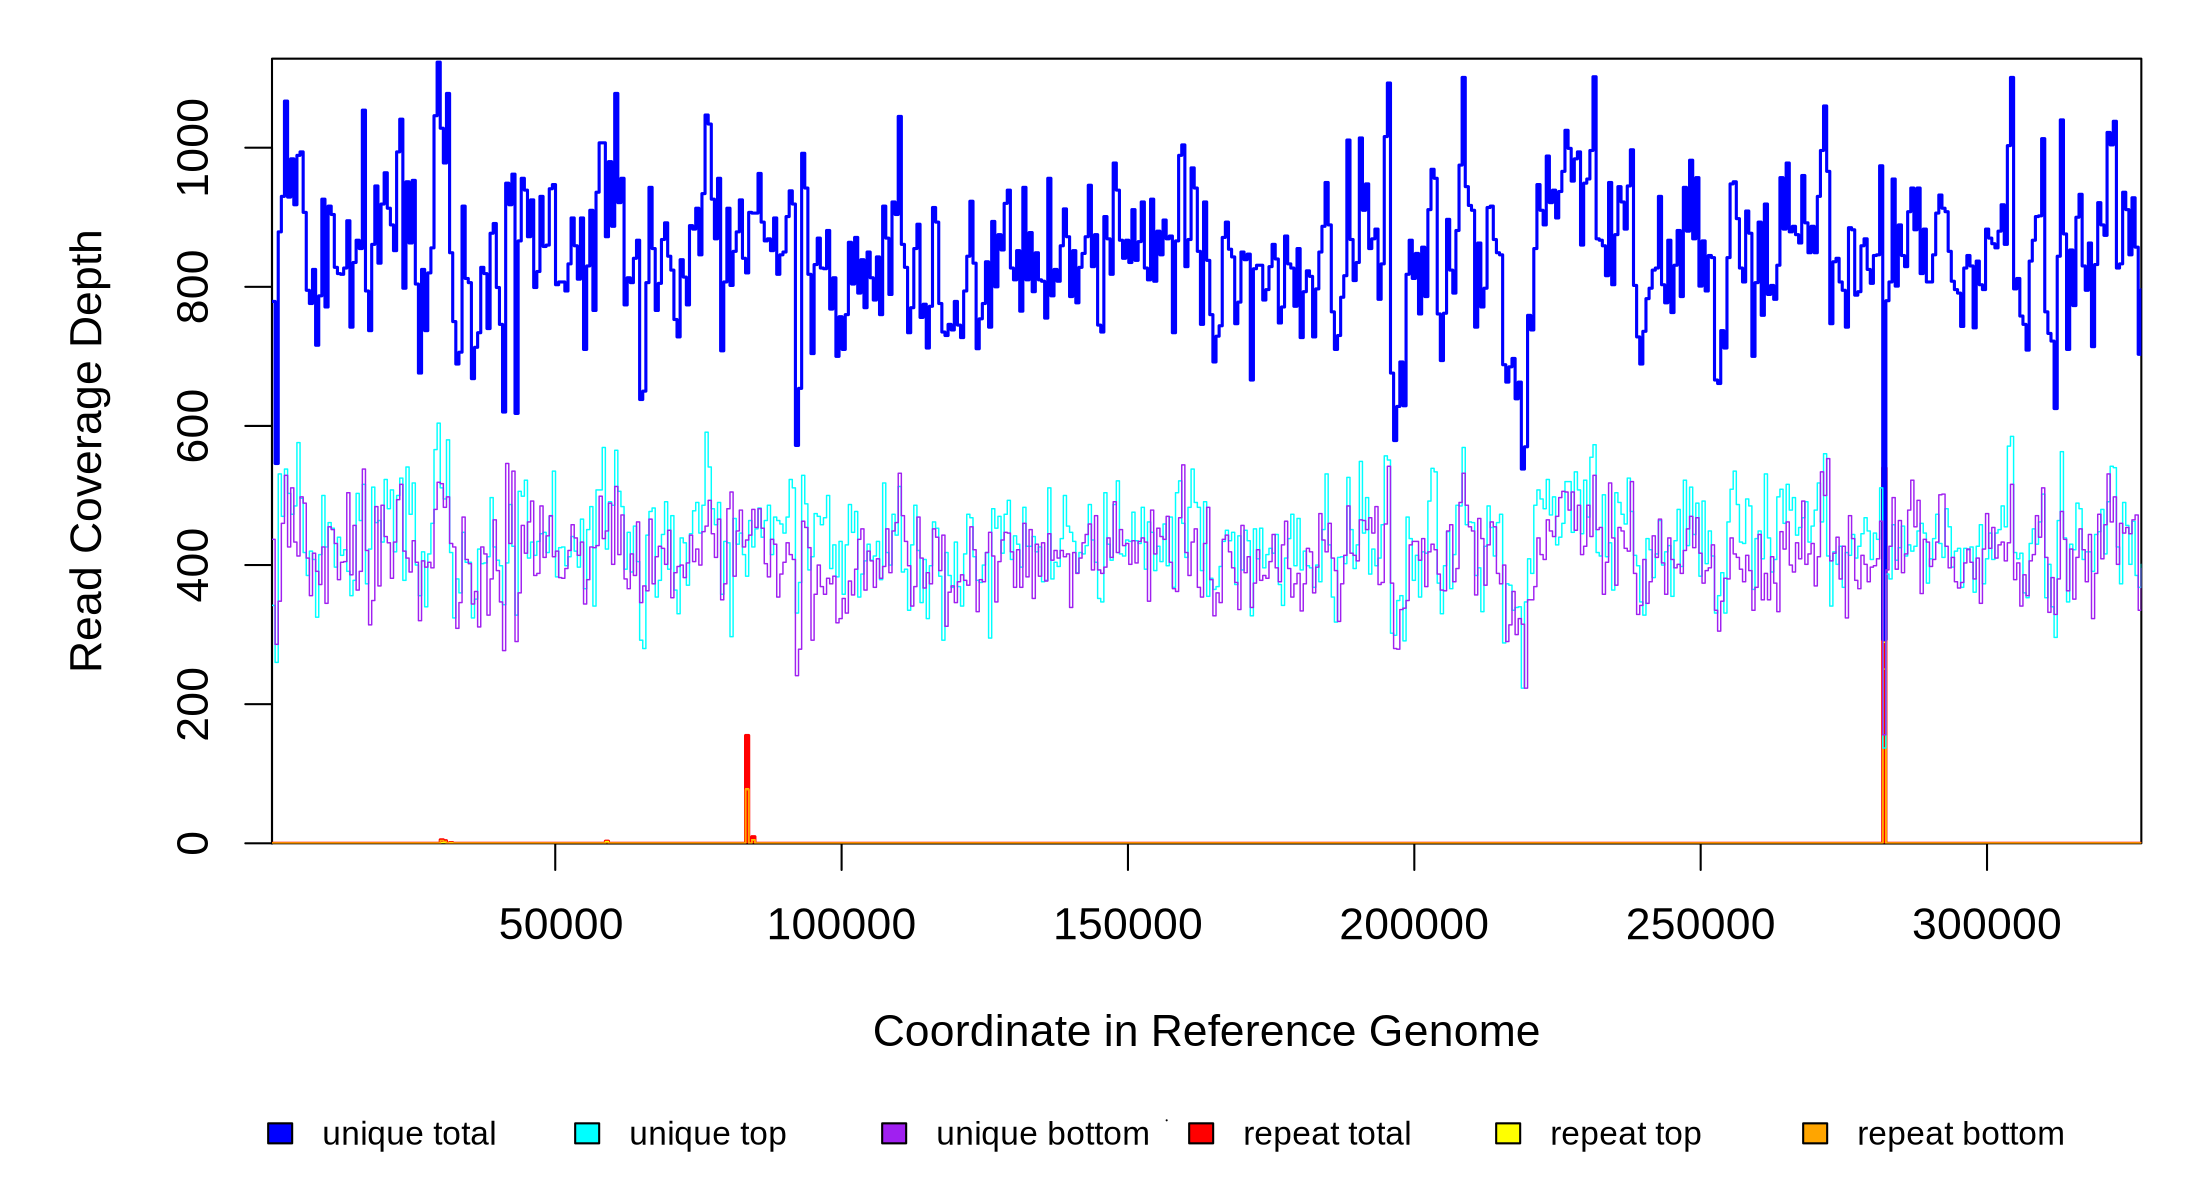 Read Coverage Depth
1000
800
600
400
200
0
50000 100000 150000 200000 250000 300000
Coordinate in Reference Genome
unique total unique top unique bottom repeat total repeat top repeat bottom